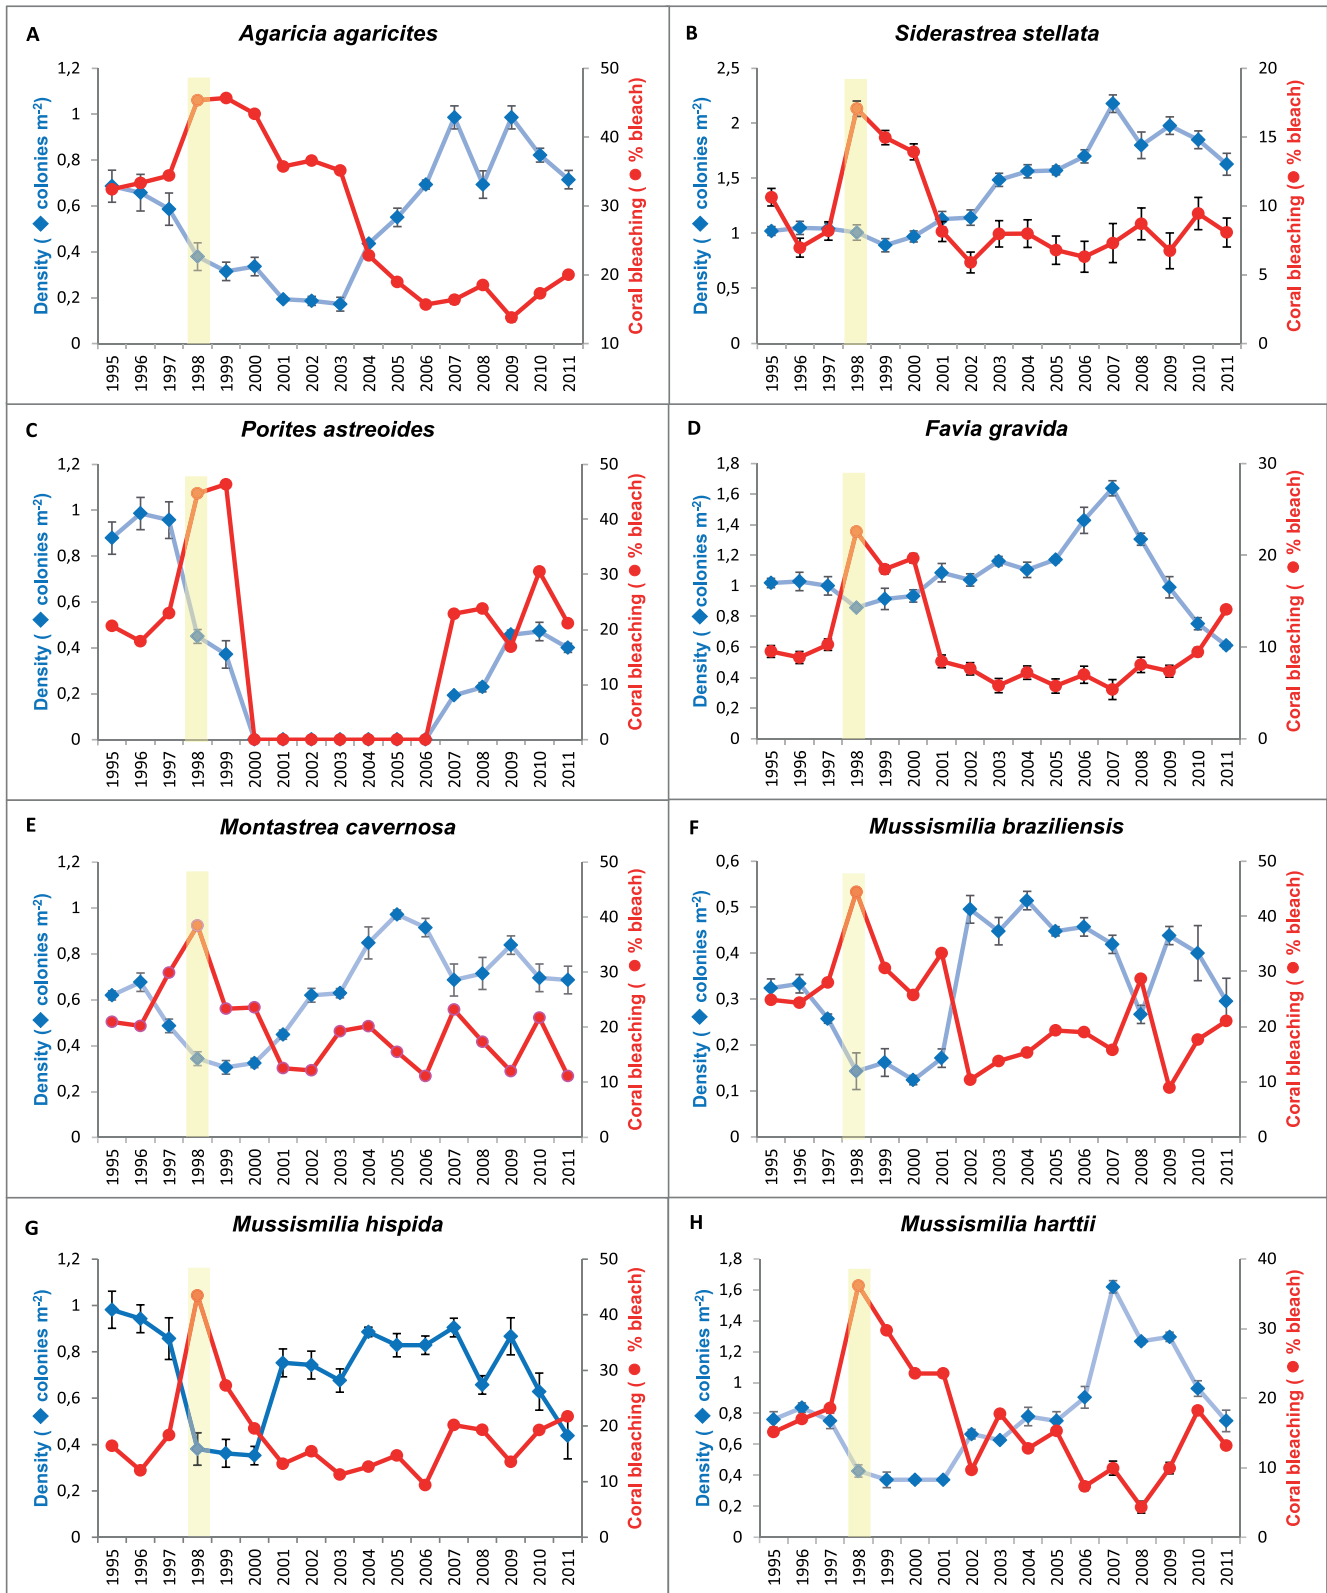 A
Agaricia agaricites
Density ( ◆ colonies m-2)
1,2
1
0,8
0,6
0,4
0,2
0
50
40
30
20
10
Coral bleaching ( ● % bleach)
1995 1996 1997 1998 1999 2000 2001 2002 2003 2004 2005 2006 2007 2008 2009 2010 2011
B
Siderastrea stellata
Density ( ◆ colonies m-2)
2,5
2
1,5
1
0,5
0
20
15
10
5
0
Coral bleaching ( ● % bleach)
1995 1996 1997 1998 1999 2000 2001 2002 2003 2004 2005 2006 2007 2008 2009 2010 2011
C
Porites astreoides
Density ( ◆ colonies m-2)
1,2
1
0,8
0,6
0,4
0,2
0
50
40
30
20
10
0
Coral bleaching ( ● % bleach)
1995 1996 1997 1998 1999 2000 2001 2002 2003 2004 2005 2006 2007 2008 2009 2010 2011
D
Favia gravida
Density ( ◆ colonies m-2)
1,8
1,6
1,4
1,2
1
0,8
0,6
0,4
0,2
0
30
20
10
0
Coral bleaching ( ● % bleach)
1995 1996 1997 1998 1999 2000 2001 2002 2003 2004 2005 2006 2007 2008 2009 2010 2011
E
Montastrea cavernosa
Density ( ◆ colonies m-2)
1,2
1
0,8
0,6
0,4
0,2
0
50
40
30
20
10
0
Coral bleaching ( ● % bleach)
1995 1996 1997 1998 1999 2000 2001 2002 2003 2004 2005 2006 2007 2008 2009 2010 2011
F
Mussismilia braziliensis
Density ( ◆ colonies m-2)
0,6
0,5
0,4
0,3
0,2
0,1
0
50
40
30
20
10
0
Coral bleaching ( ● % bleach)
1995 1996 1997 1998 1999 2000 2001 2002 2003 2004 2005 2006 2007 2008 2009 2010 2011
G
Mussismilia hispida
Density ( ◆ colonies m-2)
1,2
1
0,8
0,6
0,4
0,2
0
50
40
30
20
10
0
Coral bleaching ( ● % bleach)
1995 1996 1997 1998 1999 2000 2001 2002 2003 2004 2005 2006 2007 2008 2009 2010 2011
H
Mussismilia harttii
Density ( ◆ colonies m-2)
1,8
1,6
1,4
1,2
1
0,8
0,6
0,4
0,2
0
40
30
20
10
0
Coral bleaching ( ● % bleach)
1995 1996 1997 1998 1999 2000 2001 2002 2003 2004 2005 2006 2007 2008 2009 2010 2011